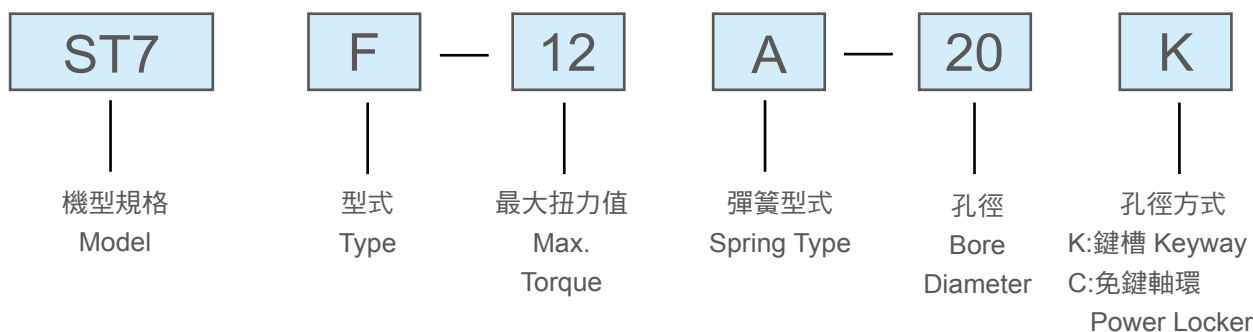 ST7 F — 12 A — 20 K
機型規格
Model
型式
Type
最大扭力值
Max.
Torque
彈簧型式
Spring Type
孔徑
Bore
Diameter
孔徑方式
K:鍵槽 Keyway
C:免鍵軸環
Power Locker